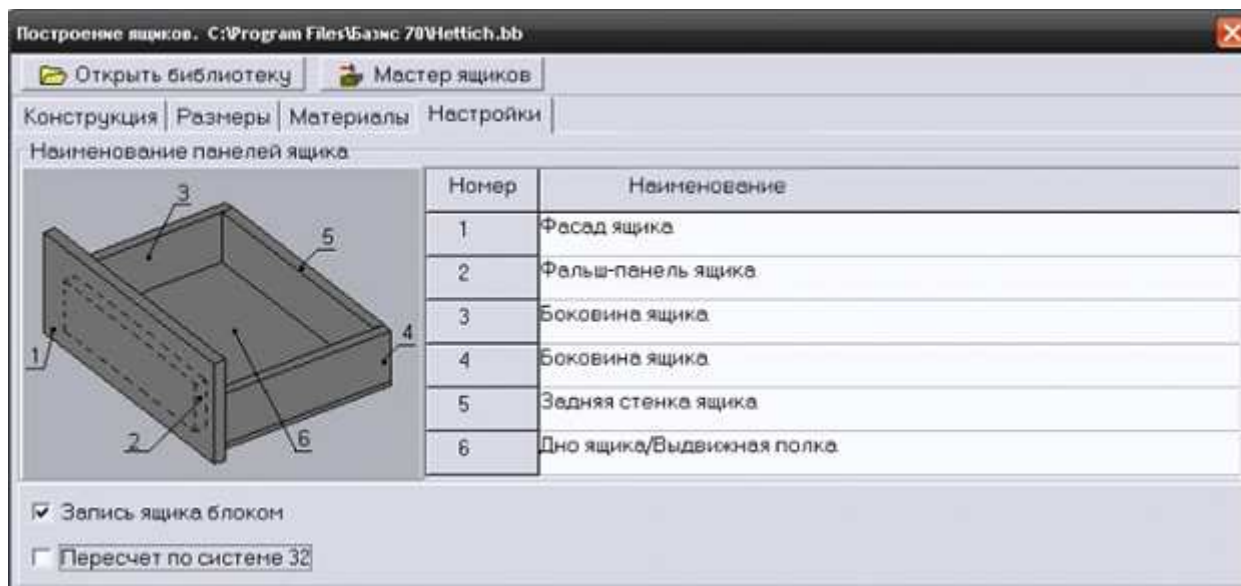 Построение ящиков. C:\Program Files\Базис 70\Hettich.bb
Открыть библиотеку Мастер ящиков
Конструкция Размеры Материалы Настройки
Наименование панелей ящика
3
5
4
1
2
6
Номер Наименование
1 Фасад ящика
2 Фальш-панель ящика
3 Боковина ящика
4 Боковина ящика
5 Задняя стенка ящика
6 Дно ящика/Выдвижная полка
Запись ящика блоком
Пересчет по системе 32